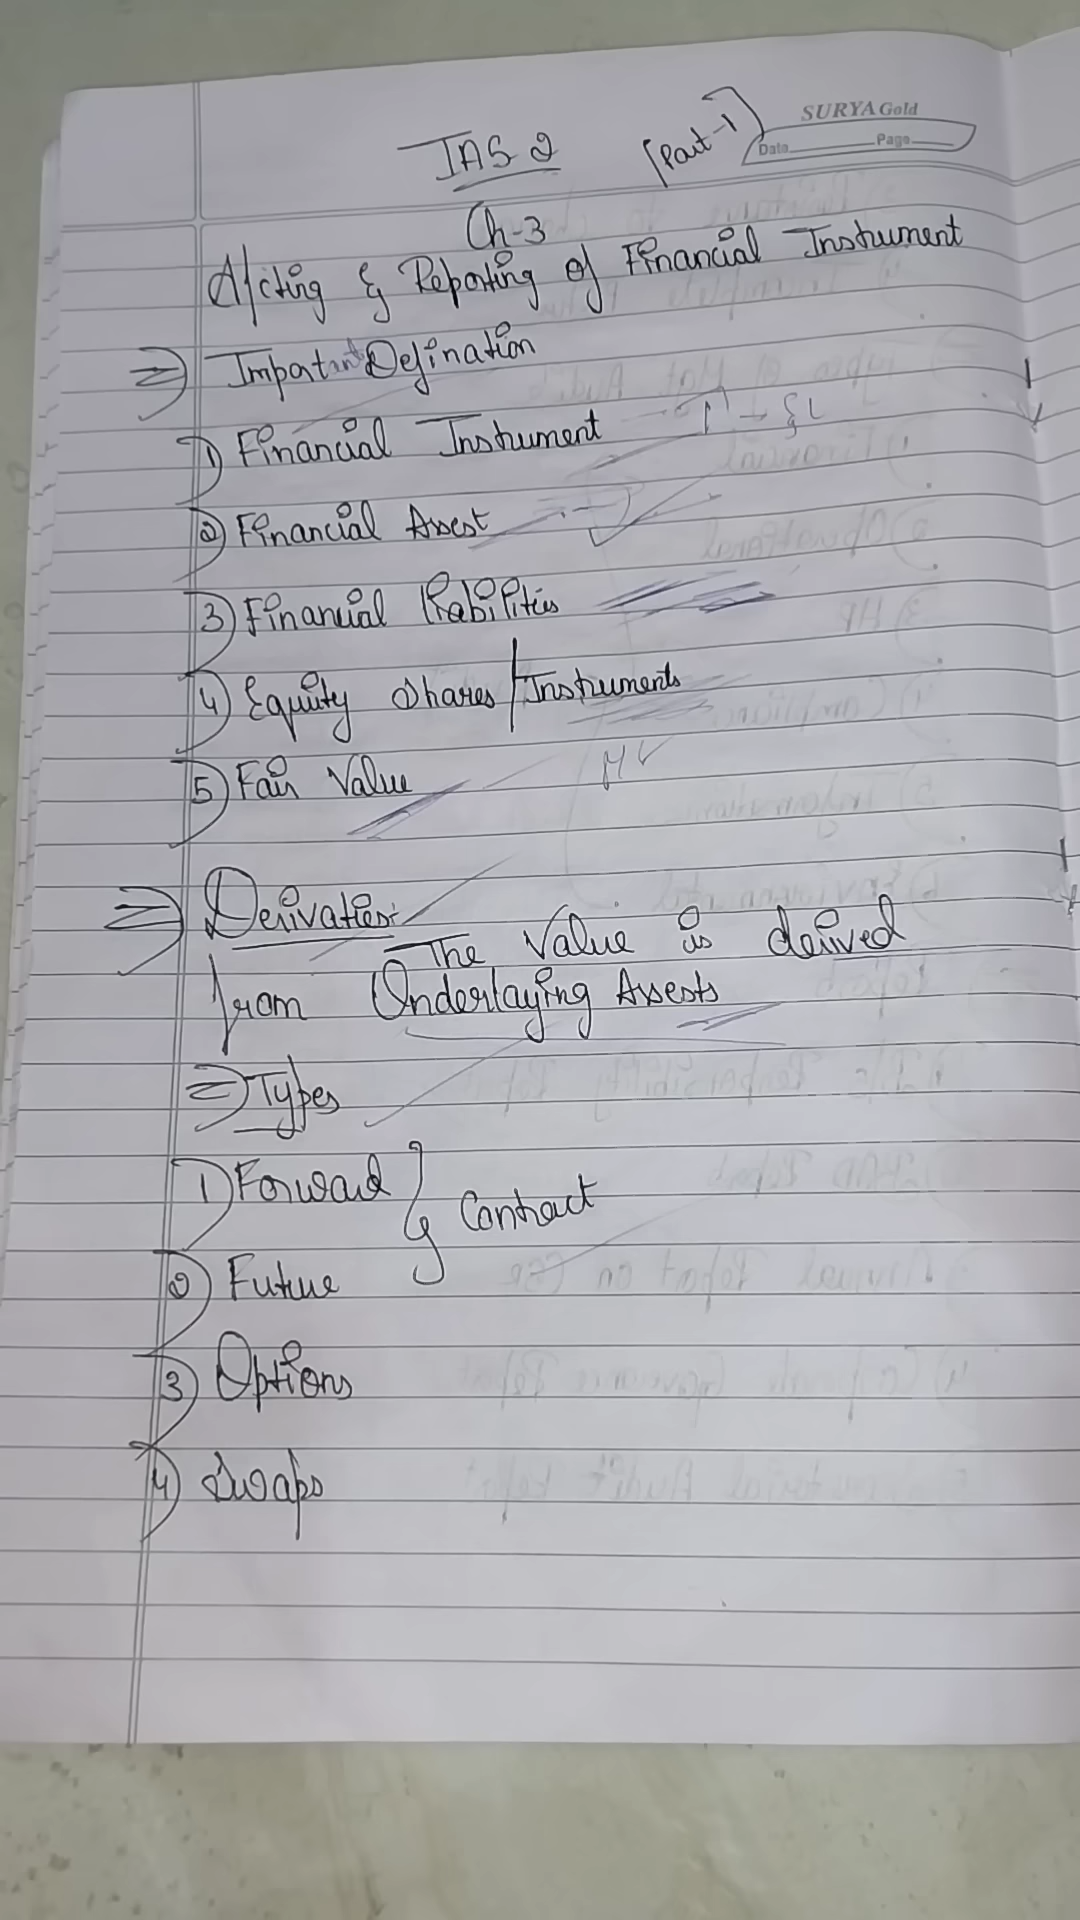 SURYA Gold
Date Page
IAS 2 [Part-1]
Ch-3
A/cting & Reporting of Financial Instrument
⇒ Important Defination
1) Financial Instrument
2) Financial Assest
3) Financial liabilities
4) Equity Shares / Instruments
5) Fair Value
⇒ Derivaties:-
The Value is derived
from Underlaying Assests
⇒ Types
1) Forward } Contract
2) Future
3) Options
4) Swaps